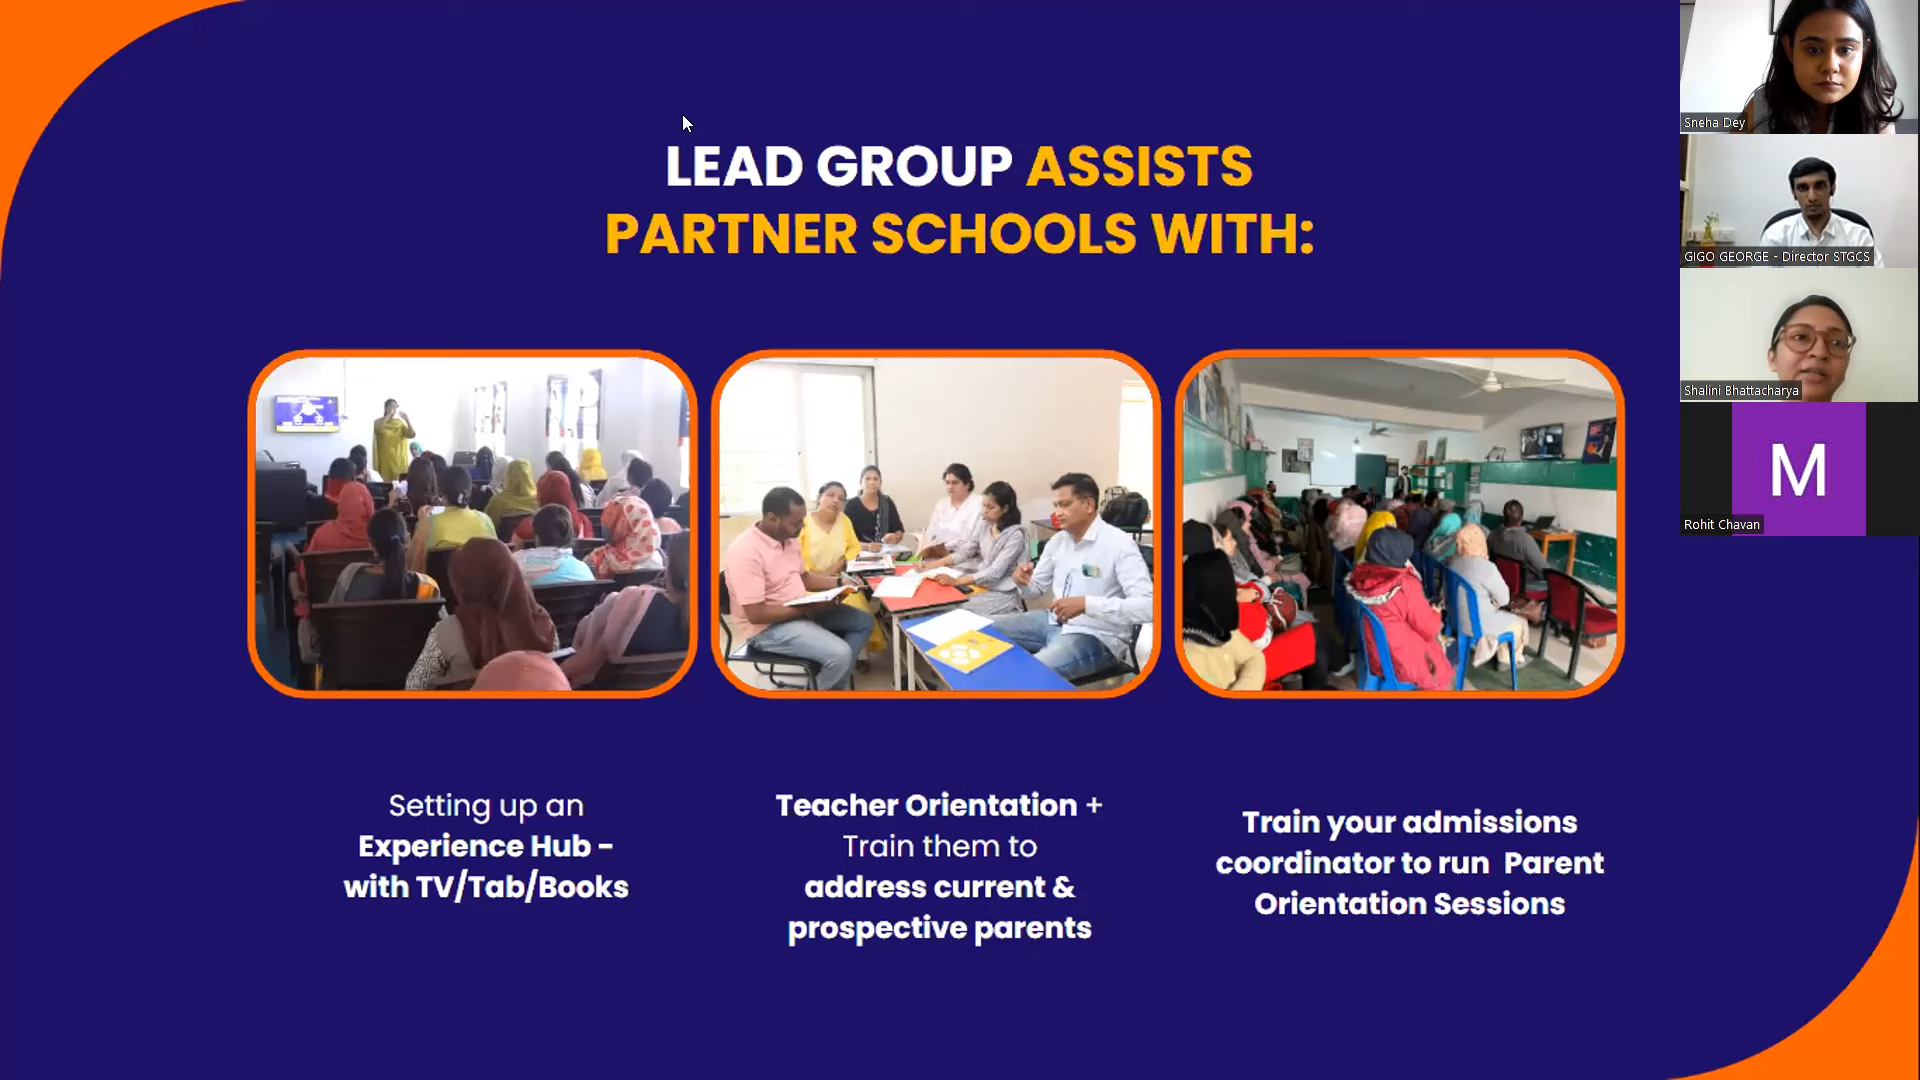 LEAD GROUP ASSISTS
PARTNER SCHOOLS WITH:
Setting up an
Experience Hub -
with TV/Tab/Books
Teacher Orientation +
Train them to
address current &
prospective parents
Train your admissions
coordinator to run Parent
Orientation Sessions
Sneha Dey
GIGO GEORGE - Director STGCS
Shalini Bhattacharya
M
Rohit Chavan